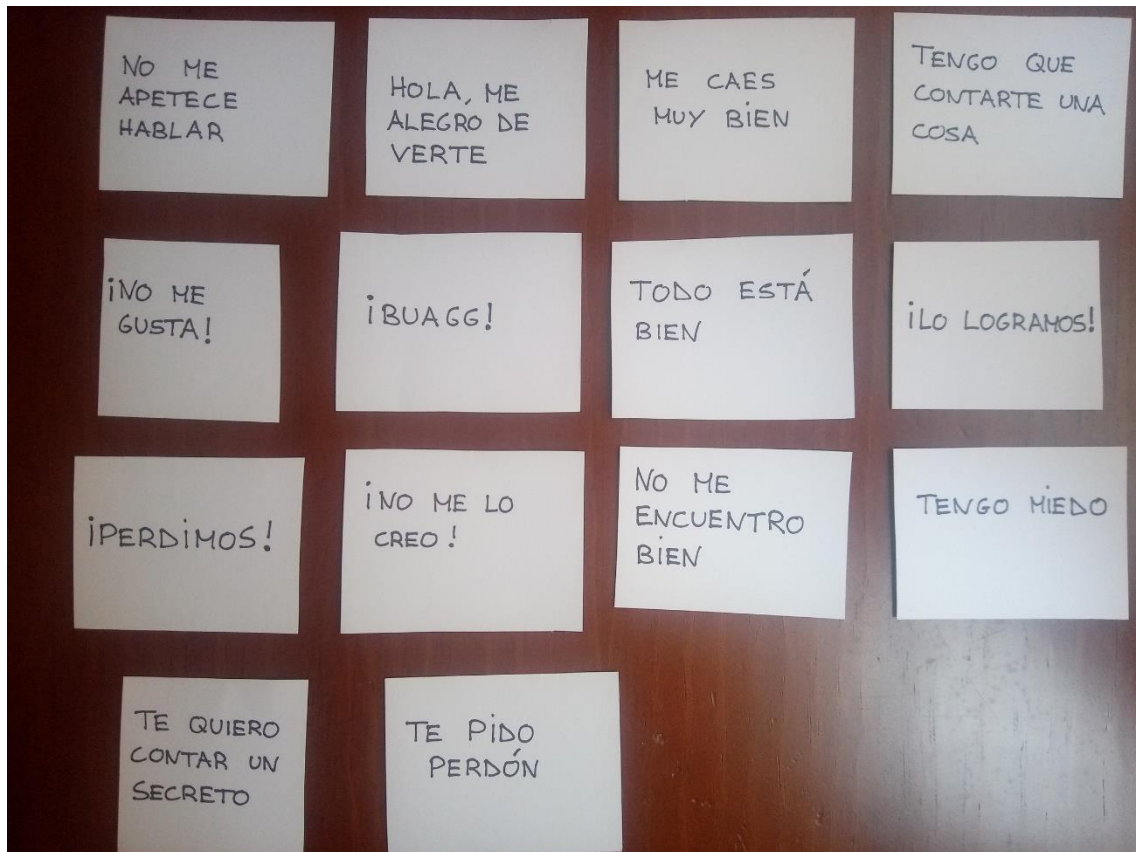 NO ME
APETECE
HABLAR
HOLA, ME
ALEGRO DE
VERTE
ME CAES
MUY BIEN
TENGO QUE
CONTARTE UNA
COSA
¡NO ME
GUSTA!
¡BUAGG!
TODO ESTÁ
BIEN
¡LO LOGRAMOS!
¡PERDIMOS!
¡NO ME LO
CREO!
NO ME
ENCUENTRO
BIEN
TENGO MIEDO
TE QUIERO
CONTAR UN
SECRETO
TE PIDO
PERDÓN